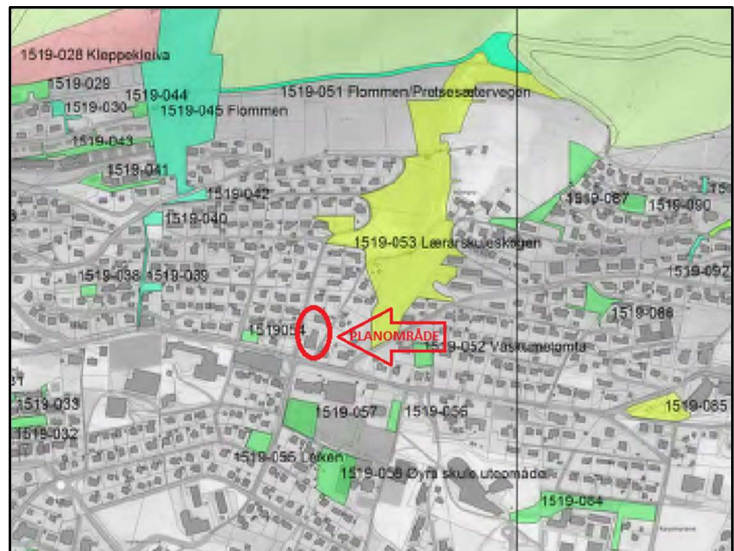 1519-028 Kleppekleiva
1519-029
1519-044
1519-030
1519-045 Flommen
1519-051 Flommen/Pretsesætervegen
1519-043
1519-041
1519-042
1519-040
1519-087
1519-090
1519-053 Lærarskuleskogen
1519-092
1519-038
1519-039
1519-086
1519054
PLANOMRÅDE
1519-052 Vaskumetomta
1519-033
1519-057
1519-056
1519-085
1519-032
1519-055 Leiken
1519-058 Øyra skule uteområde
1519-084